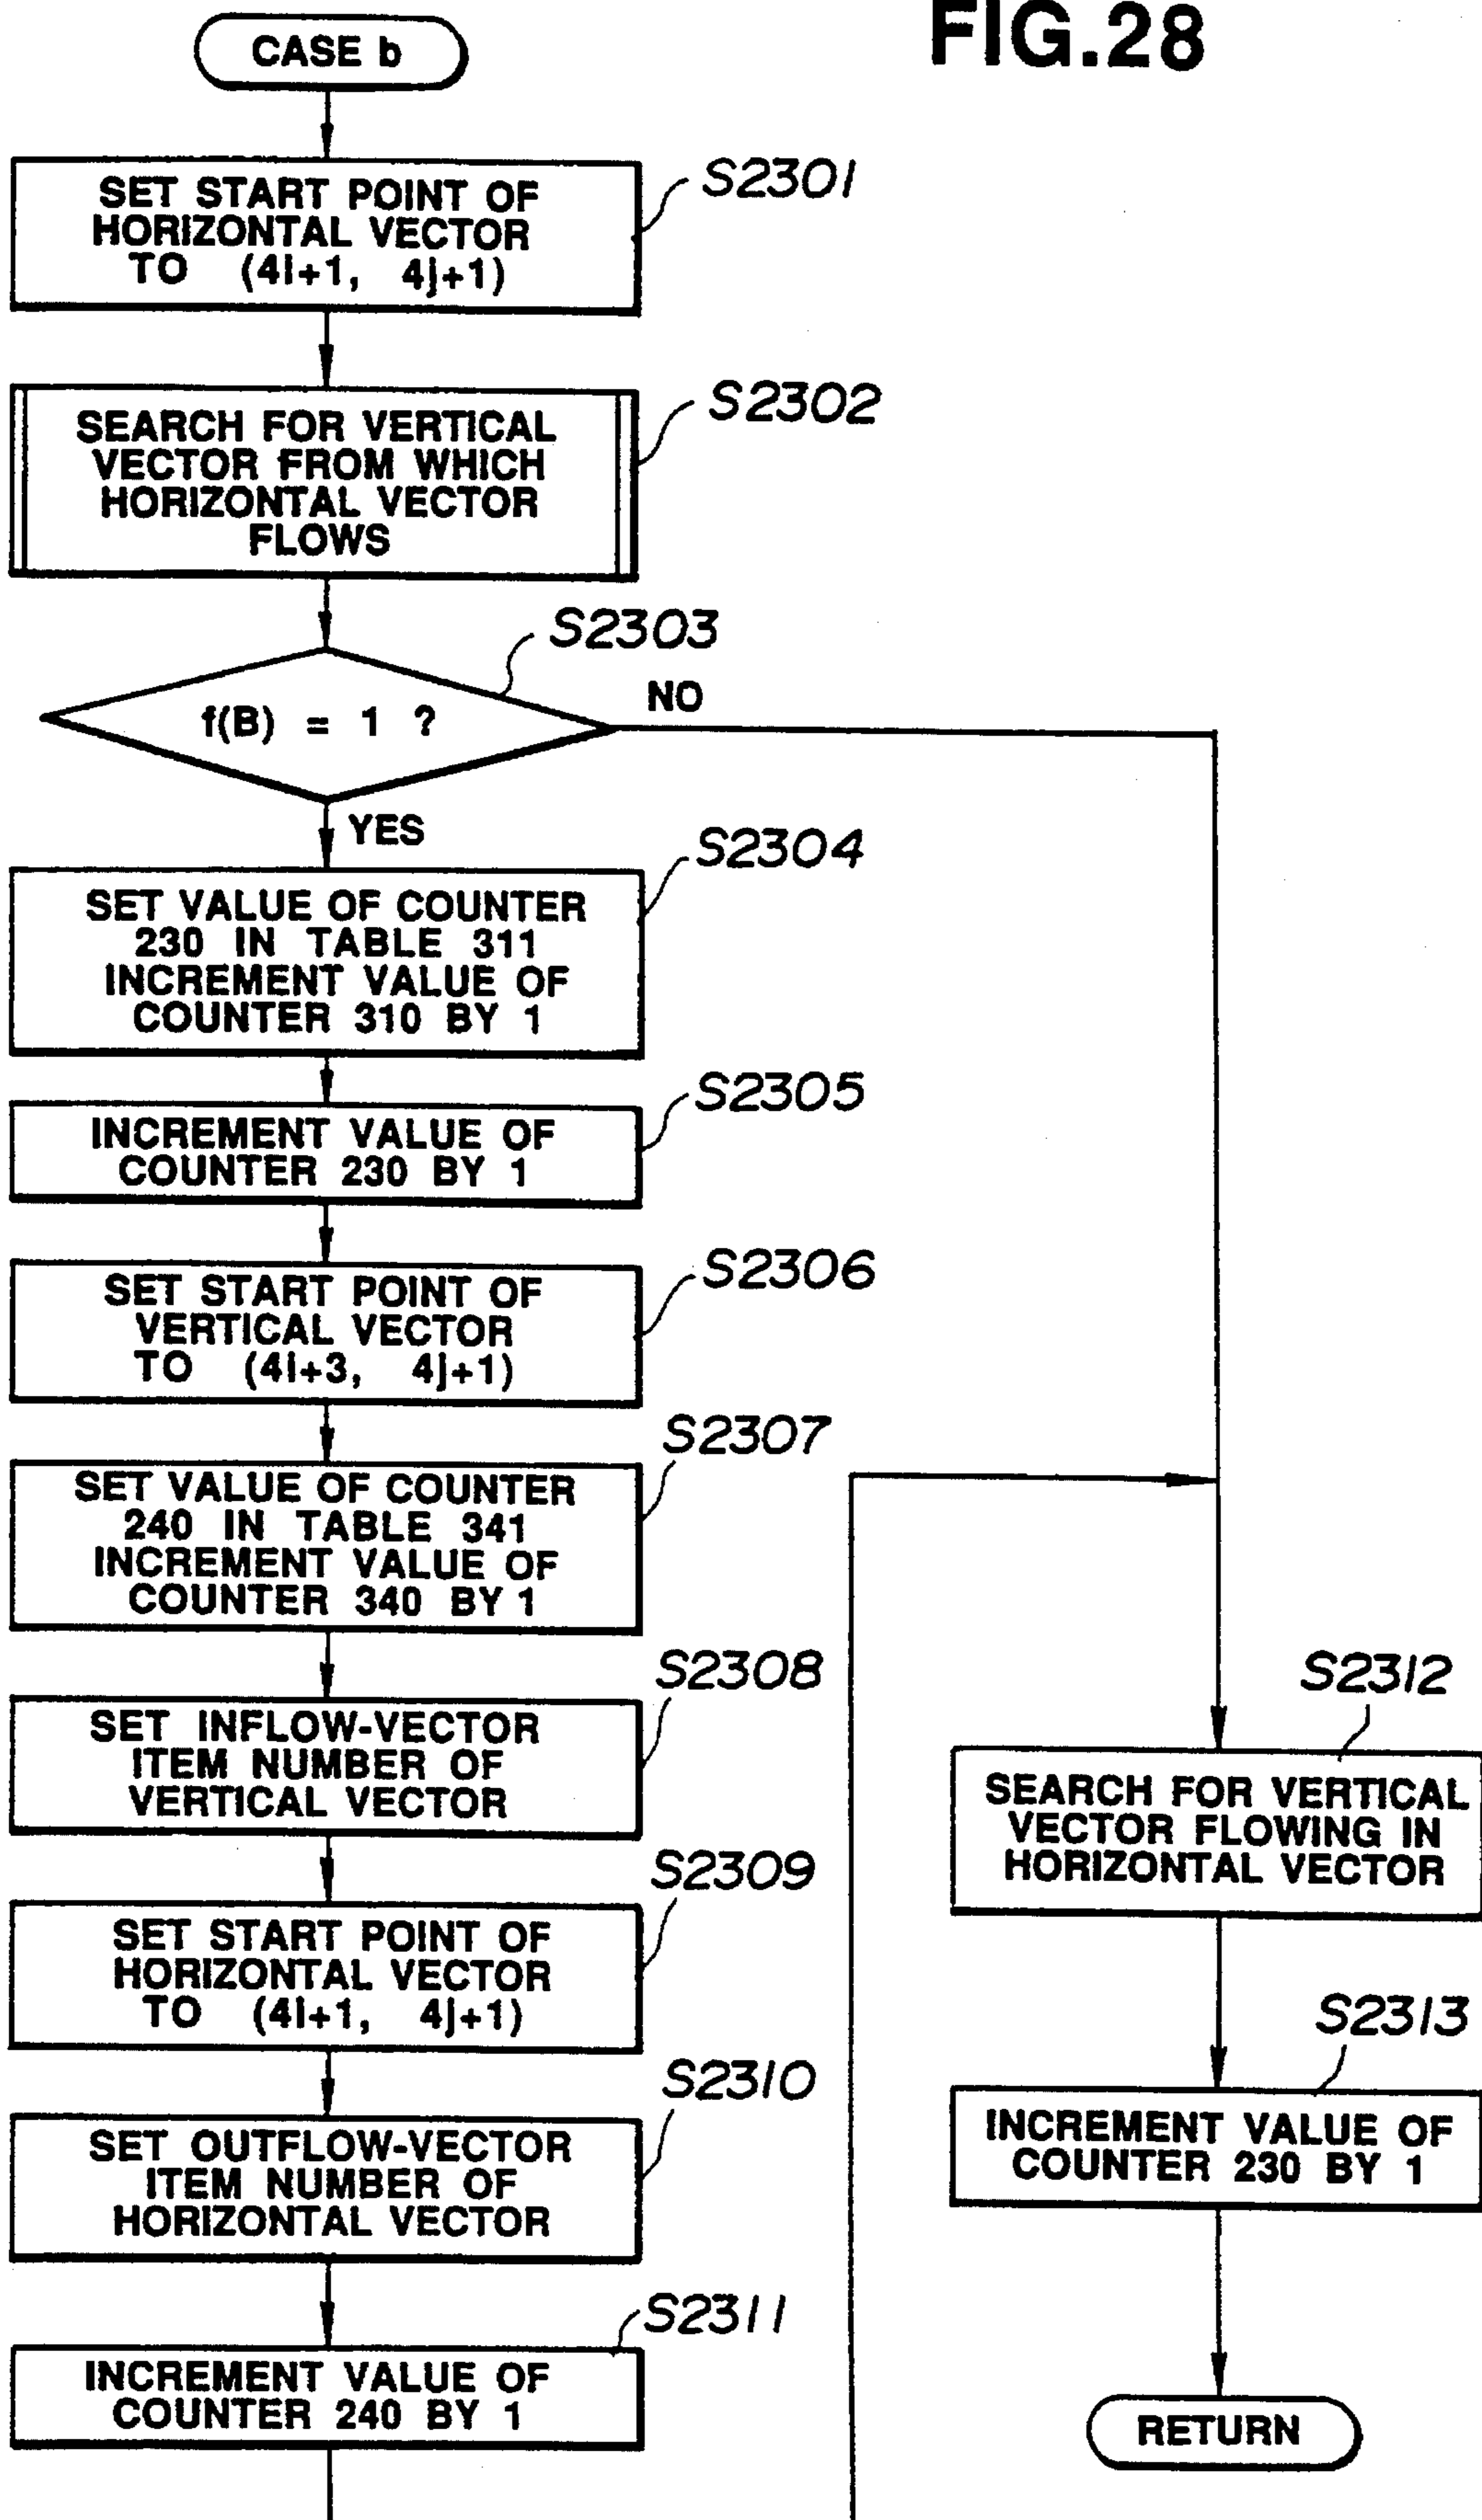 FIG.28
CASE b
S2301
SET START POINT OF
HORIZONTAL VECTOR
TO (4i+1, 4j+1)
S2302
SEARCH FOR VERTICAL
VECTOR FROM WHICH
HORIZONTAL VECTOR
FLOWS
S2303
f(B) = 1 ?
NO
YES
S2304
SET VALUE OF COUNTER
230 IN TABLE 311
INCREMENT VALUE OF
COUNTER 310 BY 1
S2305
INCREMENT VALUE OF
COUNTER 230 BY 1
S2306
SET START POINT OF
VERTICAL VECTOR
TO (4i+3, 4j+1)
S2307
SET VALUE OF COUNTER
240 IN TABLE 341
INCREMENT VALUE OF
COUNTER 340 BY 1
S2308
SET INFLOW-VECTOR
ITEM NUMBER OF
VERTICAL VECTOR
S2309
SET START POINT OF
HORIZONTAL VECTOR
TO (4i+1, 4j+1)
S2310
SET OUTFLOW-VECTOR
ITEM NUMBER OF
HORIZONTAL VECTOR
S2311
INCREMENT VALUE OF
COUNTER 240 BY 1
S2312
SEARCH FOR VERTICAL
VECTOR FLOWING IN
HORIZONTAL VECTOR
S2313
INCREMENT VALUE OF
COUNTER 230 BY 1
RETURN